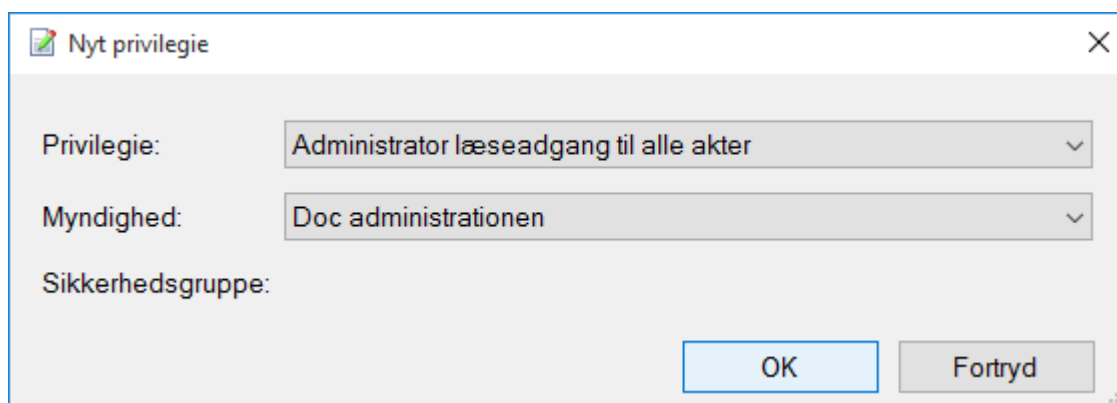 Nyt privilegie
Privilegie: Administrator læseadgang til alle akter
Myndighed: Doc administrationen
Sikkerhedsgruppe:
OK Fortryd